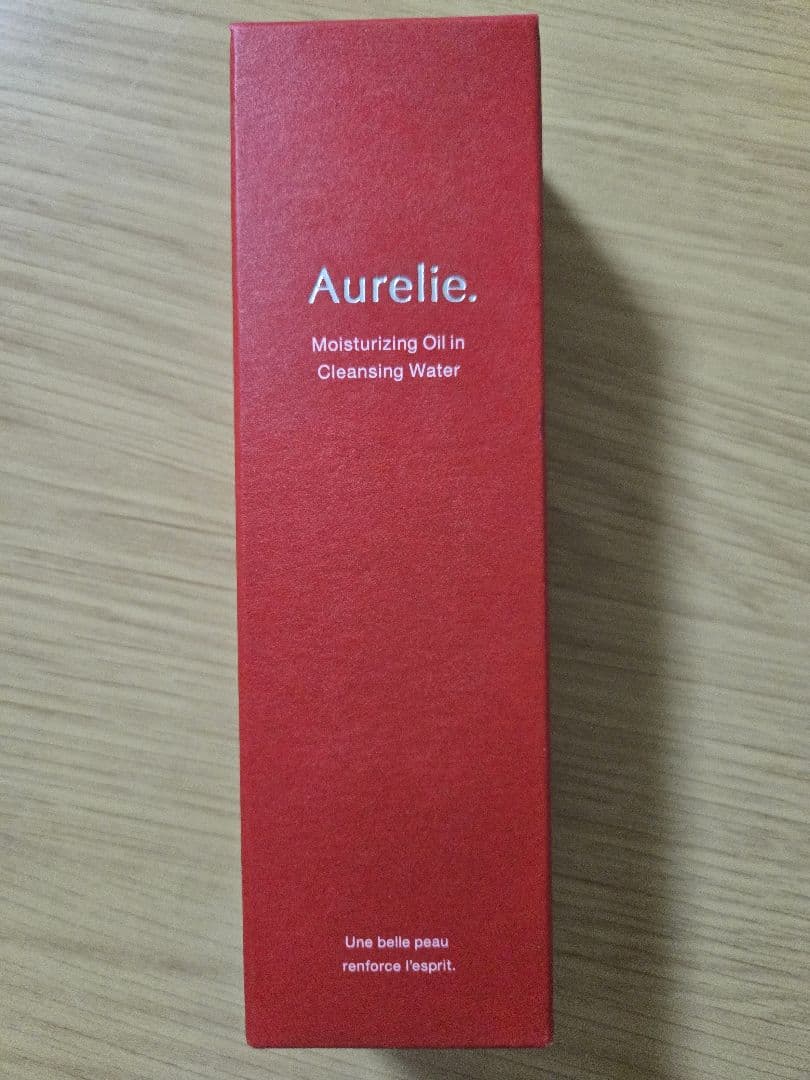 Aurelie.
Moisturizing Oil in
Cleansing Water
Une belle peau
renforce l'esprit.